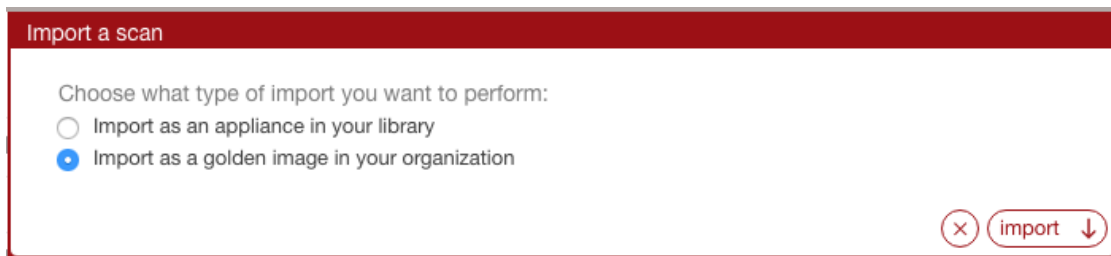 Import a scan
Choose what type of import you want to perform:
Import as an appliance in your library
Import as a golden image in your organization
import